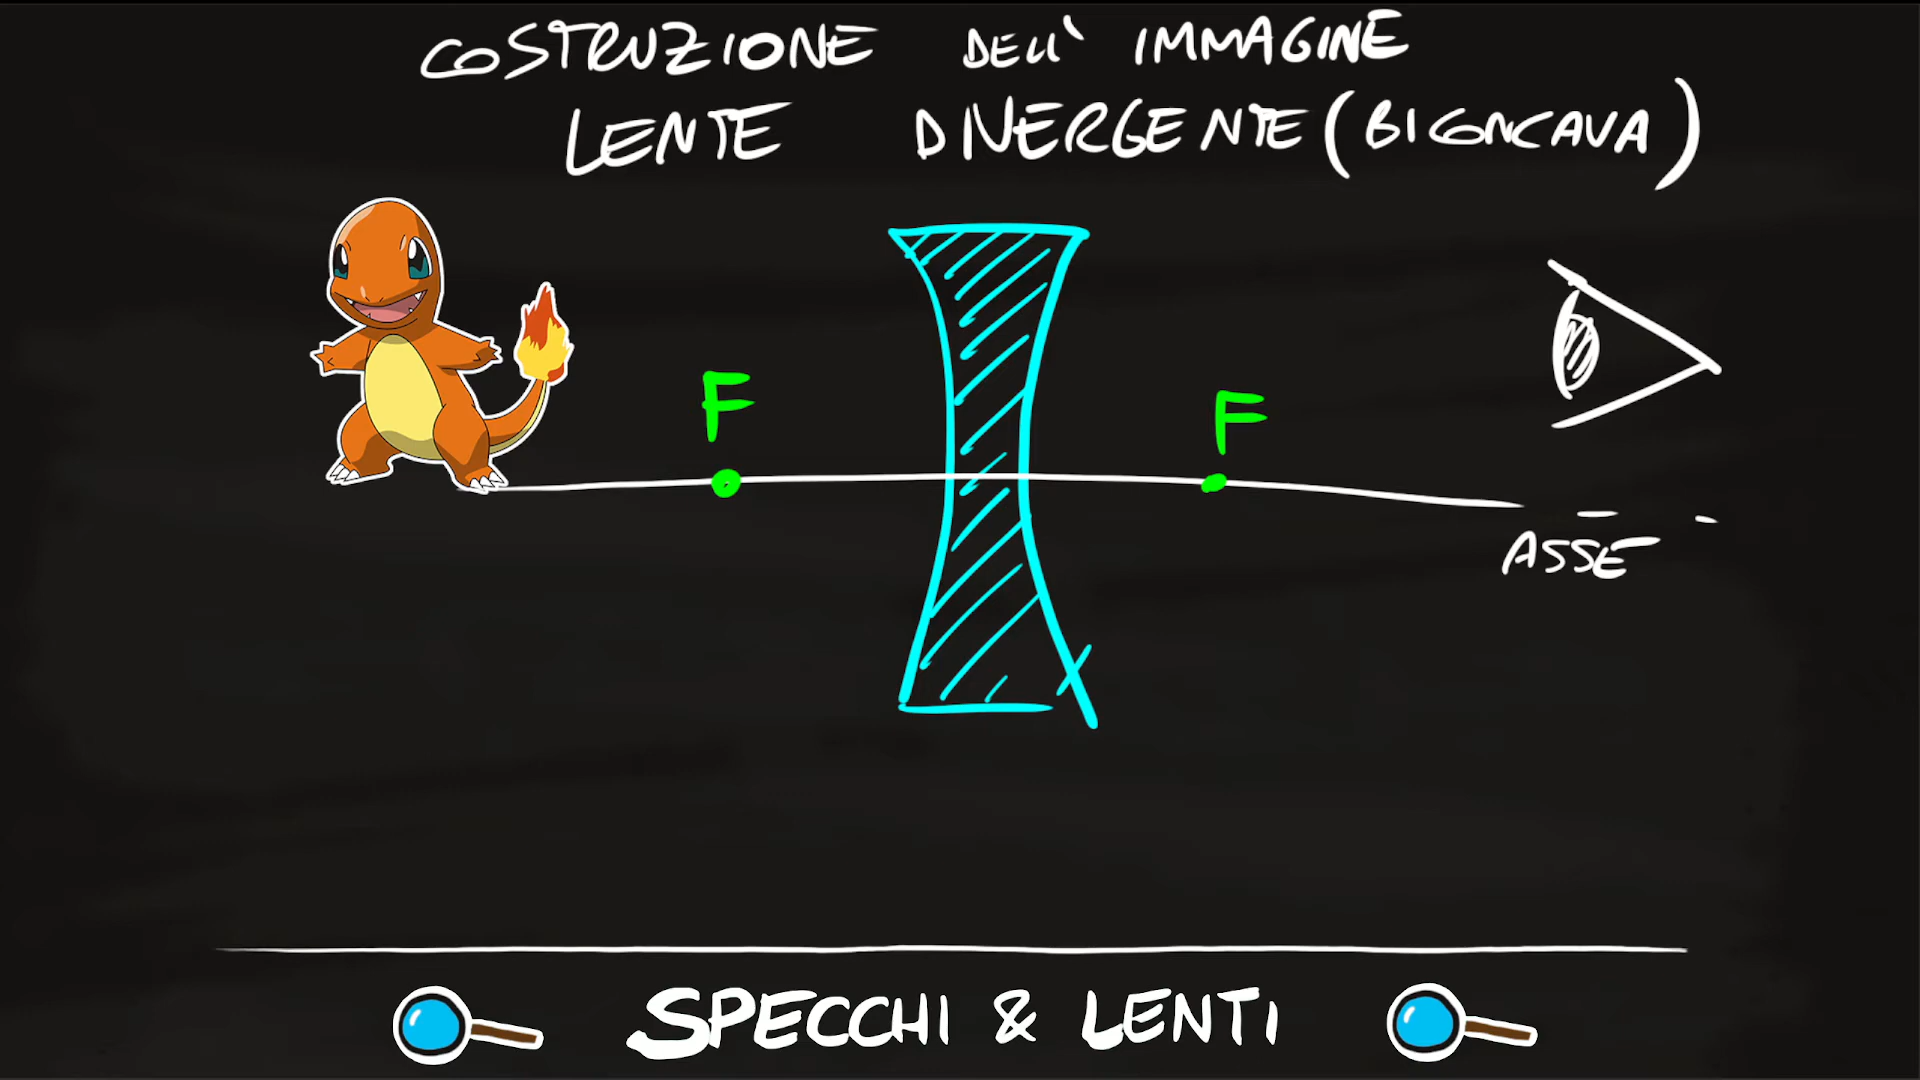 COSTRUZIONE DELL' IMMAGINE
LENTE DIVERGENTE (BICONCAVA)
F
F
ASSE
SPECCHI & LENTI